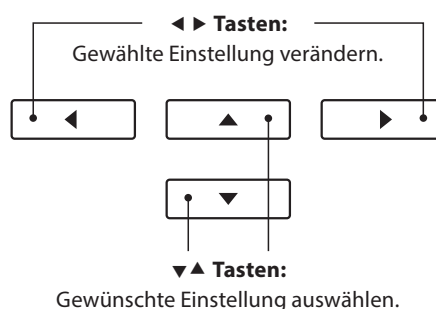 ◀ ▶ Tasten:
Gewählte Einstellung verändern.
◀ ▲ ▶
▼
▼▲ Tasten:
Gewünschte Einstellung auswählen.